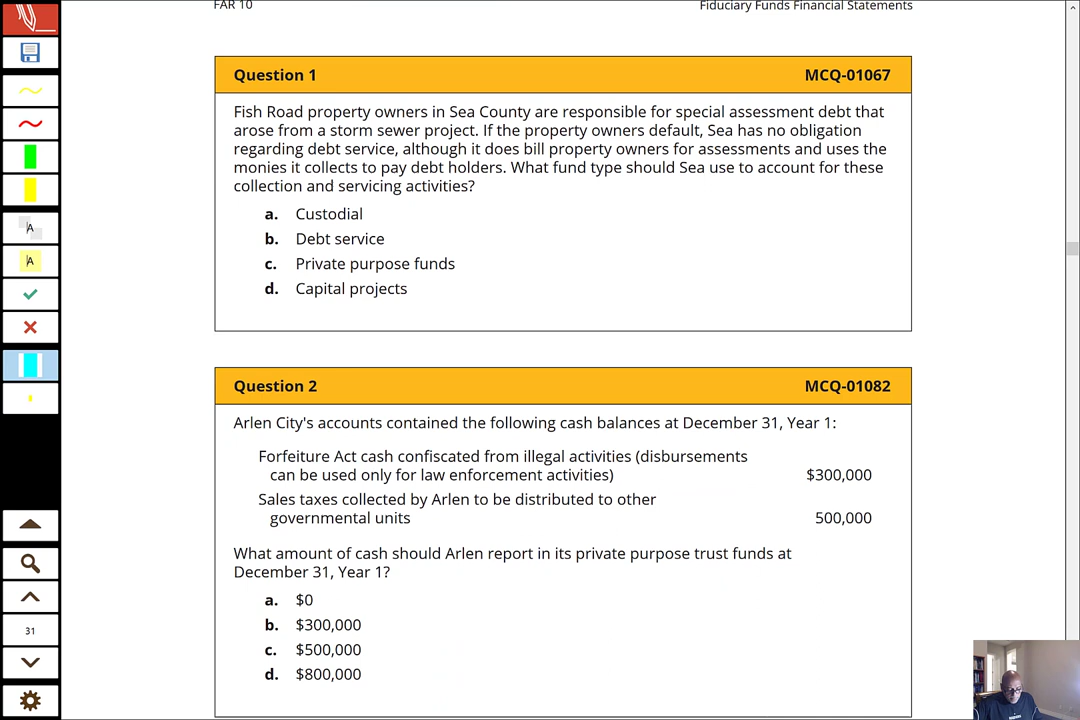 FAR 10
Fiduciary Funds Financial Statements
Question 1
MCQ-01067
Fish Road property owners in Sea County are responsible for special assessment debt that
arose from a storm sewer project. If the property owners default, Sea has no obligation
regarding debt service, although it does bill property owners for assessments and uses the
monies it collects to pay debt holders. What fund type should Sea use to account for these
collection and servicing activities?
a. Custodial
b. Debt service
c. Private purpose funds
d. Capital projects
Question 2
MCQ-01082
Arlen City's accounts contained the following cash balances at December 31, Year 1:
Forfeiture Act cash confiscated from illegal activities (disbursements
can be used only for law enforcement activities) $300,000
Sales taxes collected by Arlen to be distributed to other
governmental units 500,000
What amount of cash should Arlen report in its private purpose trust funds at
December 31, Year 1?
a. $0
b. $300,000
c. $500,000
d. $800,000
A
A
31